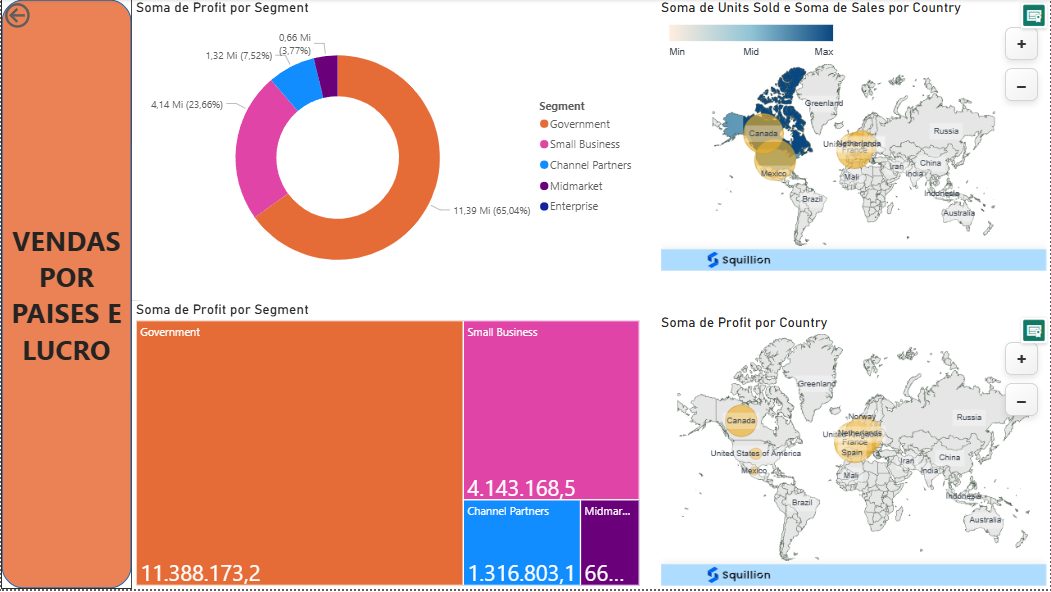 VENDAS
POR
PAISES E
LUCRO
Soma de Profit por Segment
0,66 Mi
(3,77%)
1,32 Mi (7,52%)
4,14 Mi (23,66%)
11,39 Mi (65,04%)
Segment
Government
Small Business
Channel Partners
Midmarket
Enterprise
Soma de Units Sold e Soma de Sales por Country
Min Mid Max
Greenland
Canada
Russia
Netherlands
France
China
Iran
India
Mexico
Mali
Brazil
Indonesia
Australia
Squillion
Soma de Profit por Segment
Government
11.388.173,2
Small Business
4.143.168,5
Channel Partners
1.316.803,1
Midmar...
66...
Soma de Profit por Country
Greenland
Canada
Norway
Russia
Netherlands
United Kingdom
France
Spain
United States of America
China
Iran
India
Mexico
Mali
Brazil
Indonesia
Australia
Squillion